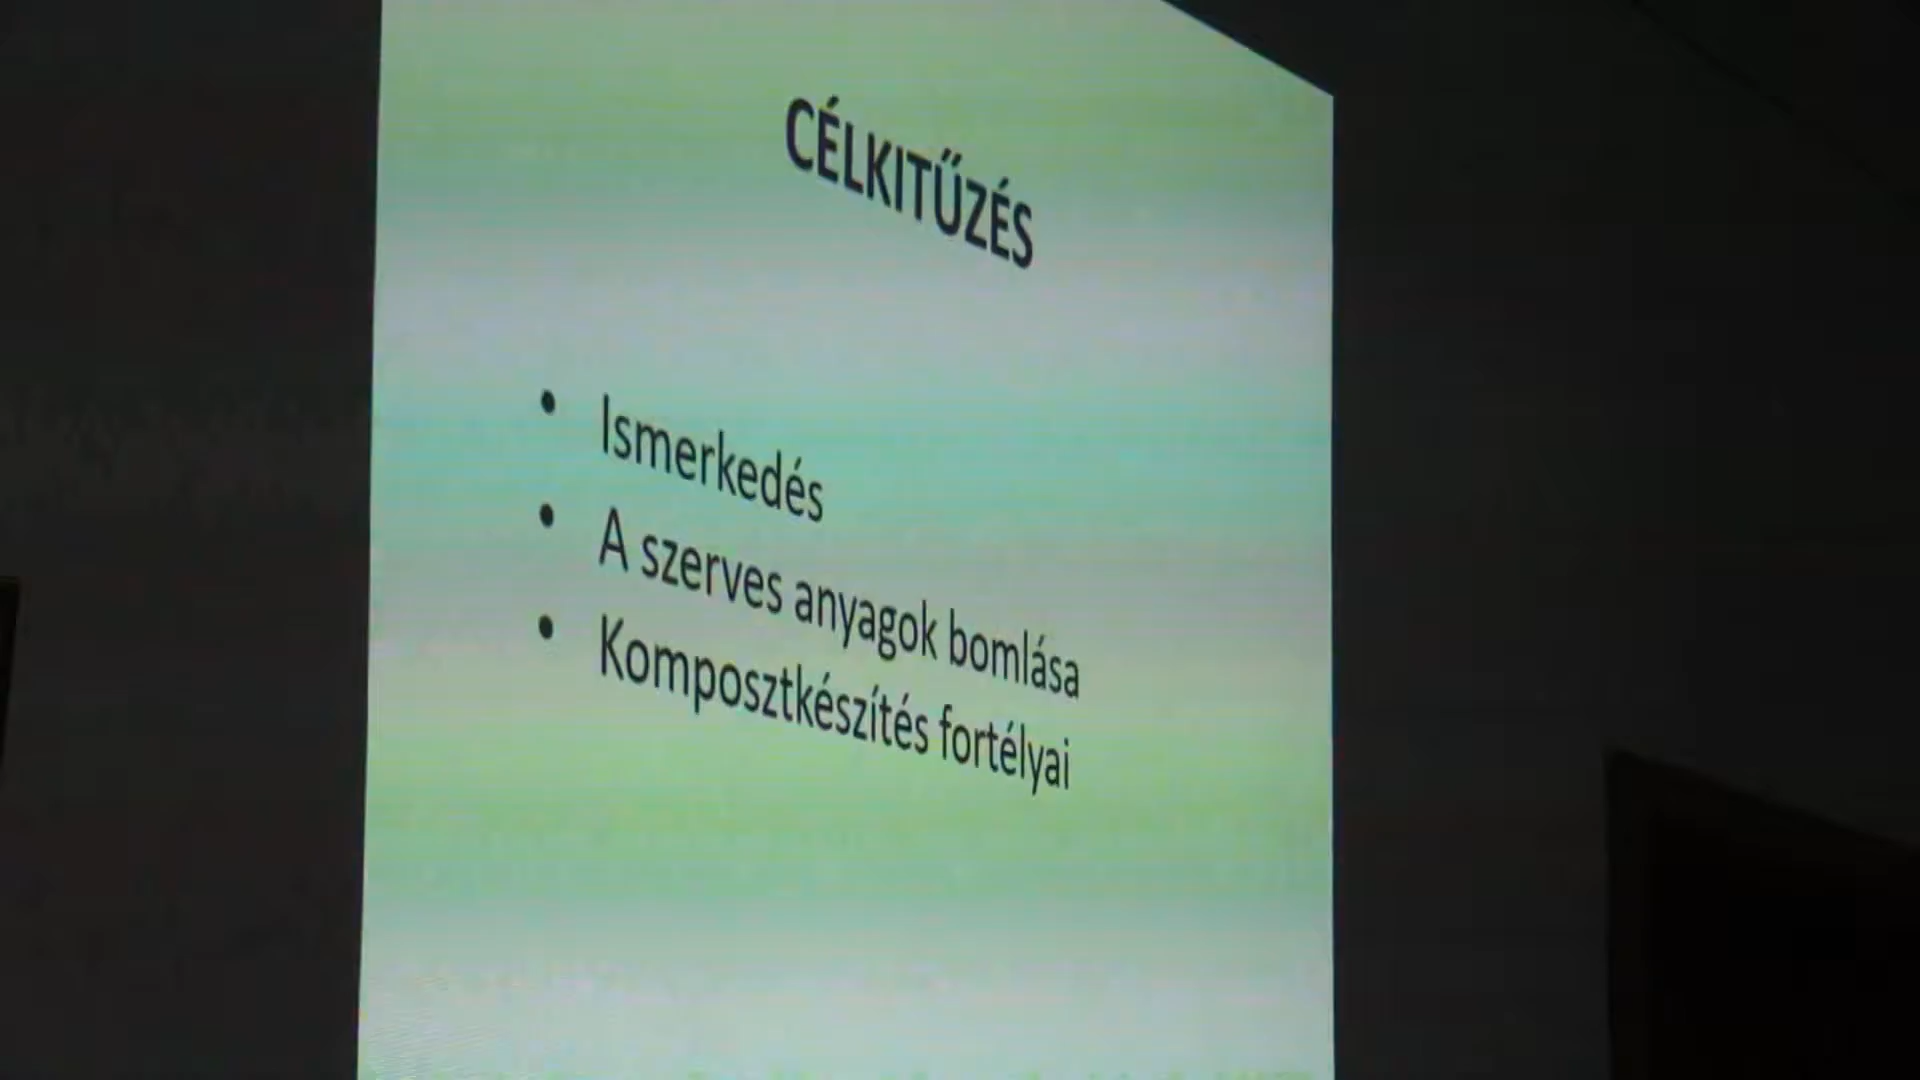 CÉLKITŰZÉS
• Ismerkedés
• A szerves anyagok bomlása
• Komposztkészítés fortélyai